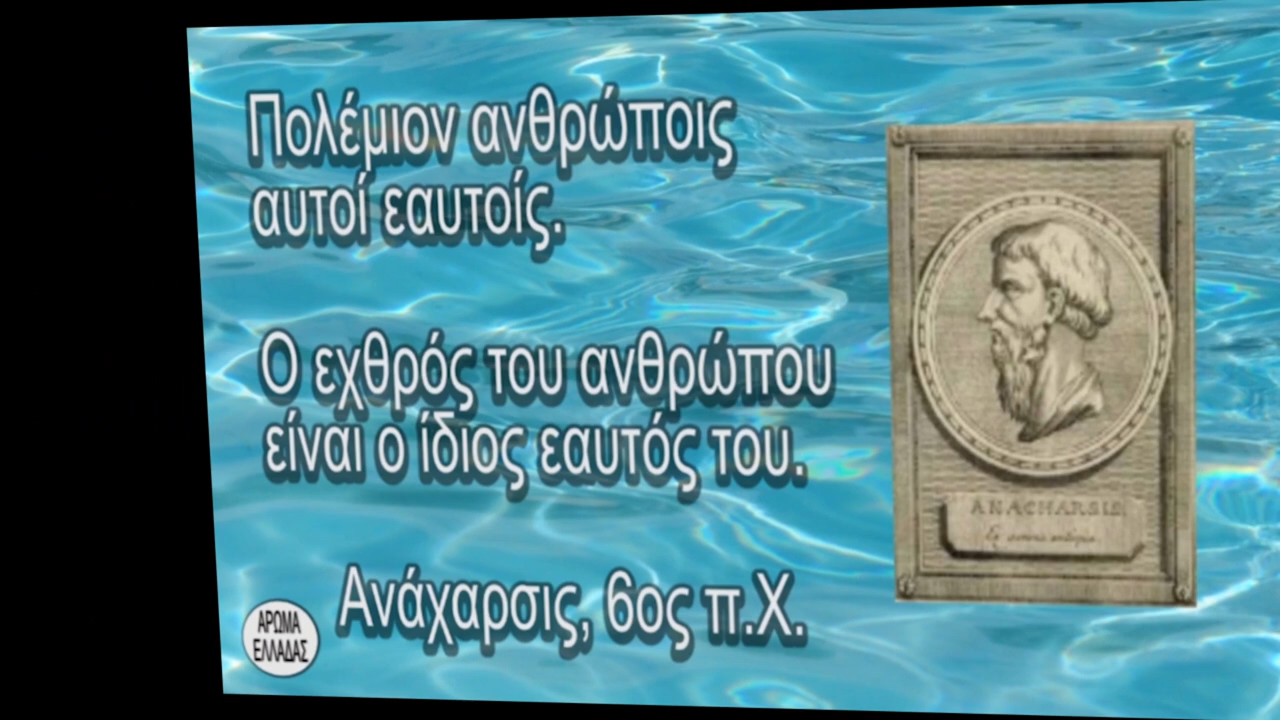 Πολέμιον ανθρώποις
αυτοί εαυτοίς.
Ο εχθρός του ανθρώπου
είναι ο ίδιος εαυτός του.
Ανάχαρσις, 6ος π.Χ.
ΑΡΩΜΑ
ΕΛΛΑΔΑΣ
ANACHARSIS